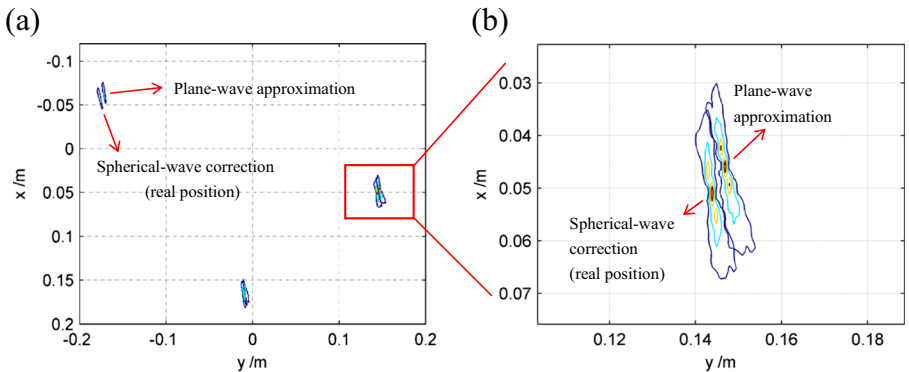 (a)
-0.1
-0.05
0
0.05
0.1
0.15
0.2
x /m
-0.2
-0.1
0
0.1
0.2
y /m
Plane-wave approximation
Spherical-wave correction
(real position)
(b)
0.03
0.04
0.05
0.06
0.07
x /m
0.12
0.14
0.16
0.18
y /m
Plane-wave
approximation
Spherical-wave
correction
(real position)